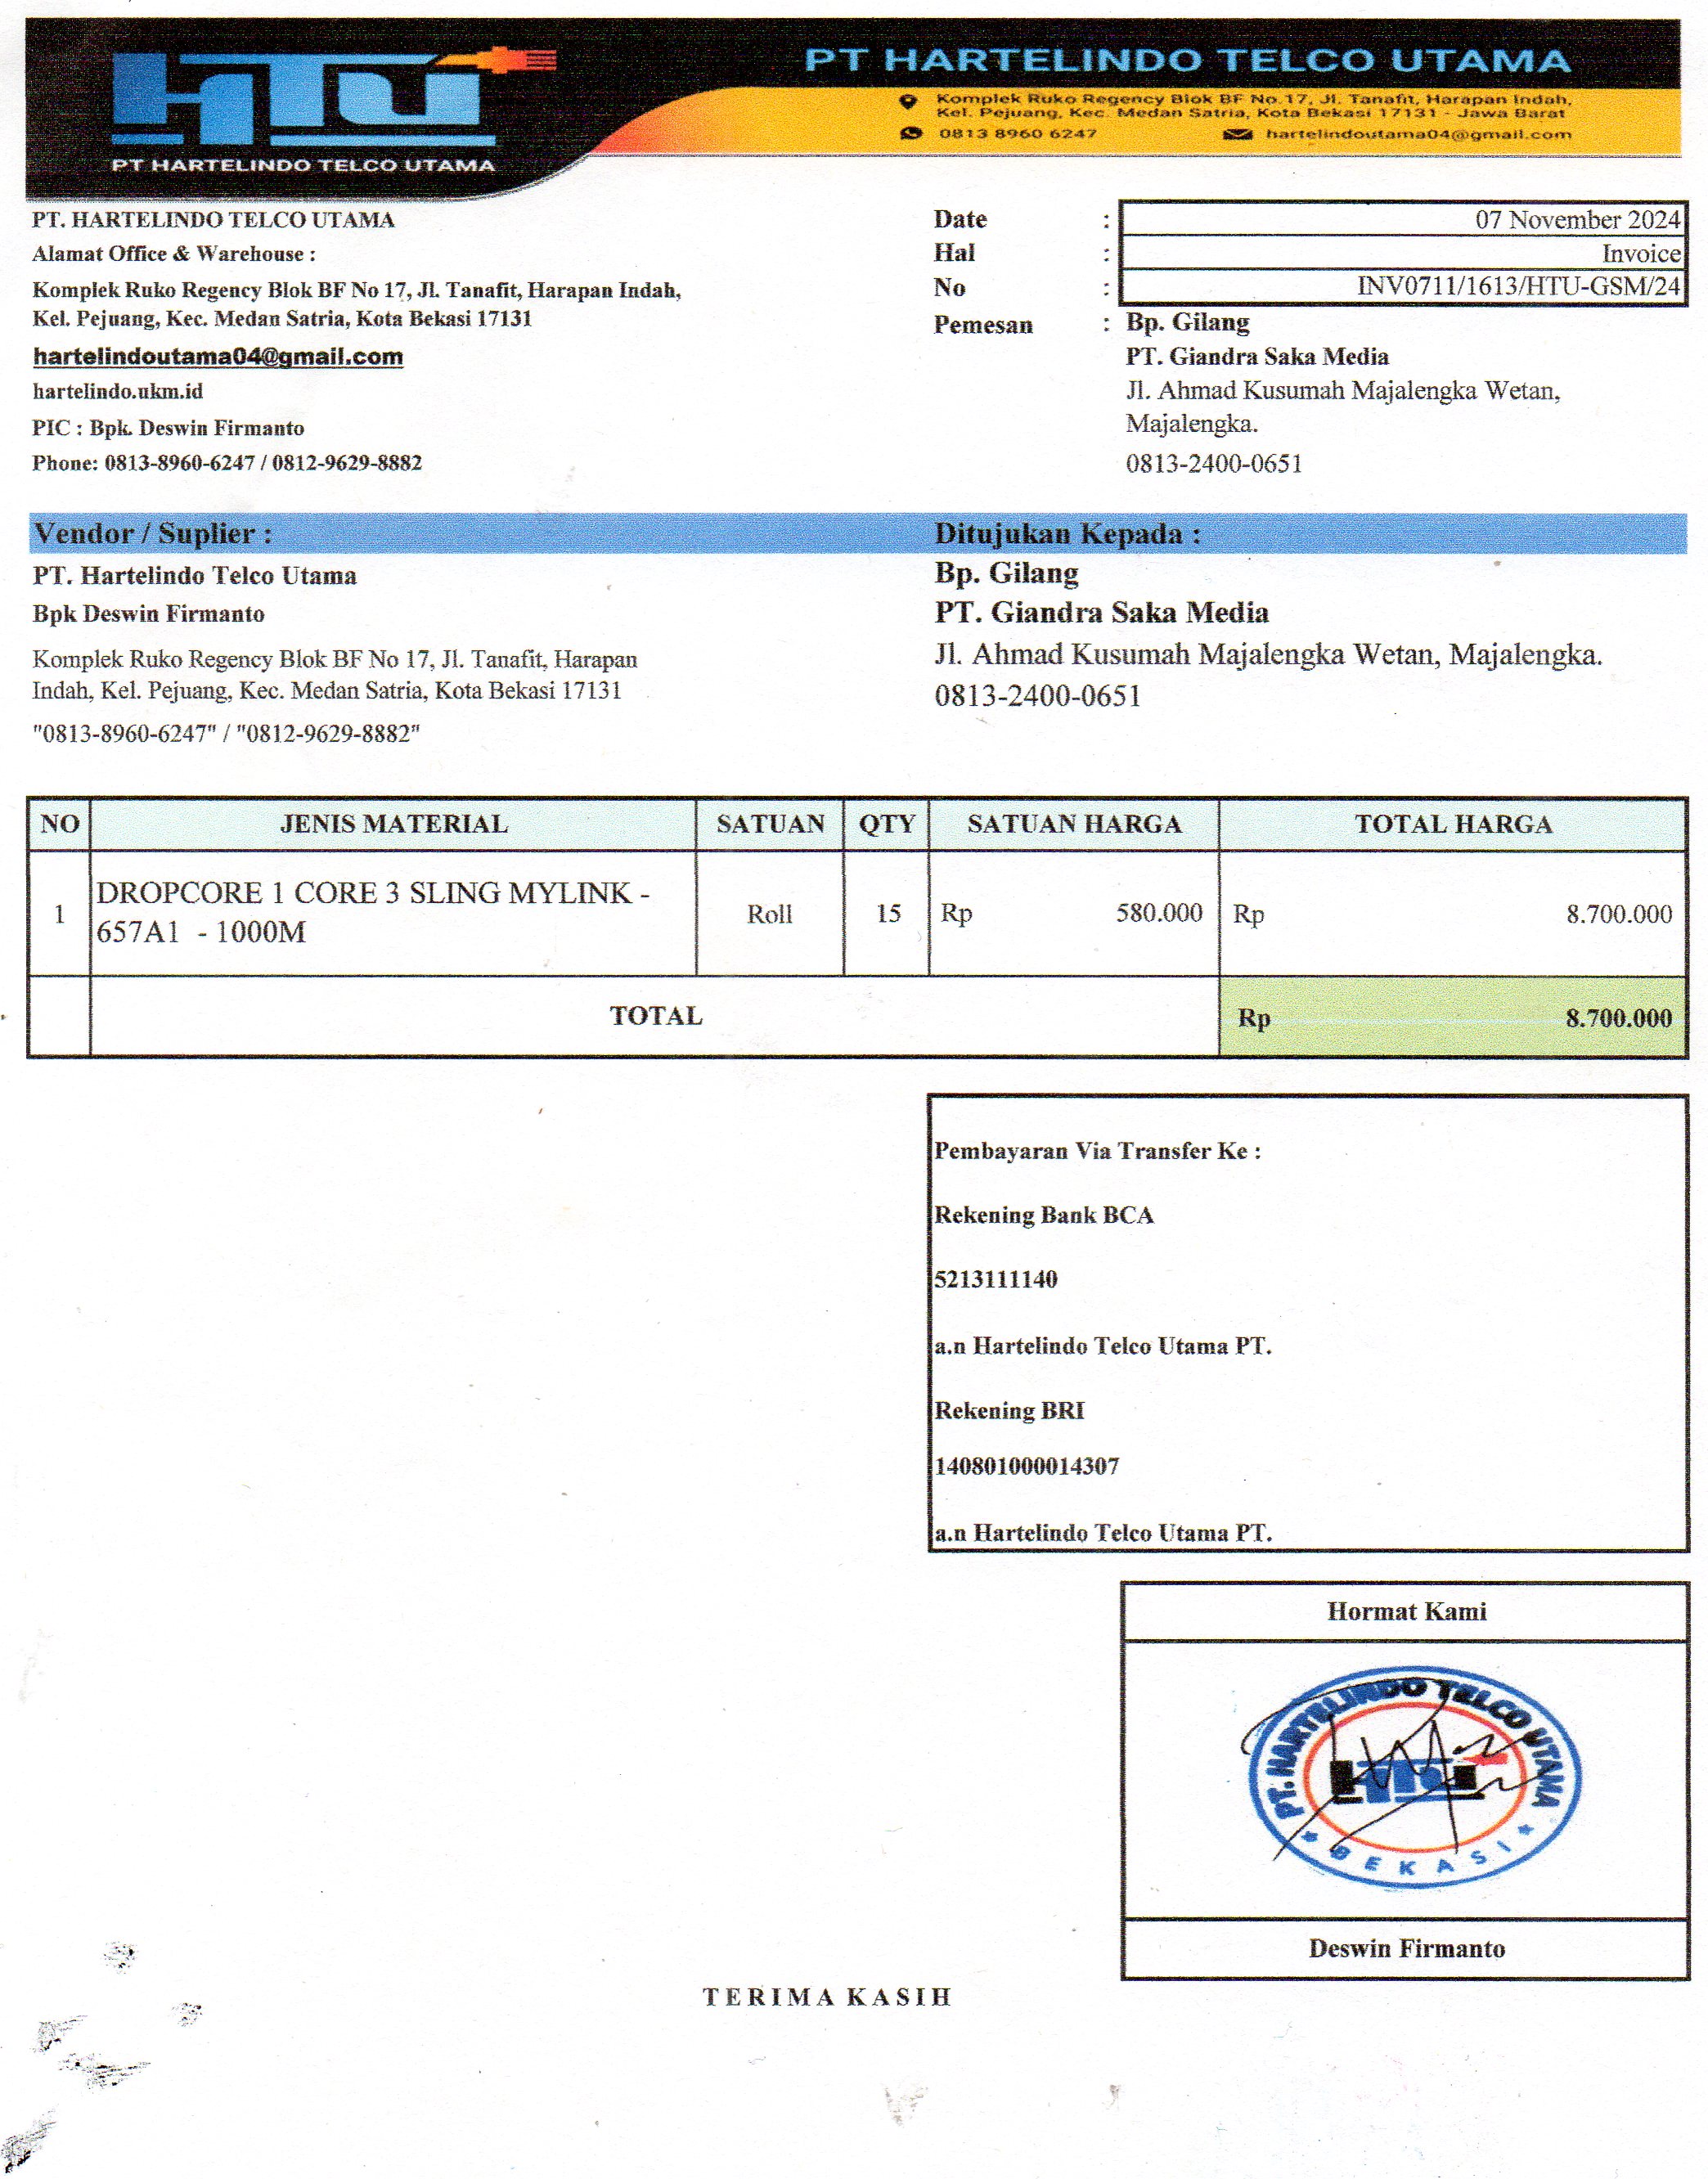 HTU
PT HARTELINDO TELCO UTAMA
PT HARTELINDO TELCO UTAMA
Komplek Ruko Regency Blok BF No.17, Jl. Tanafit, Harapan Indah,
Kel. Pejuang, Kec. Medan Satria, Kota Bekasi 17131 - Jawa Barat
0813 8960 6247 hartelindoutama04@gmail.com
PT. HARTELINDO TELCO UTAMA
Alamat Office & Warehouse :
Komplek Ruko Regency Blok BF No 17, Jl. Tanafit, Harapan Indah,
Kel. Pejuang, Kec. Medan Satria, Kota Bekasi 17131
hartelindoutama04@gmail.com
hartelindo.ukm.id
PIC : Bpk. Deswin Firmanto
Phone: 0813-8960-6247 / 0812-9629-8882
Date : 07 November 2024
Hal : Invoice
No : INV0711/1613/HTU-GSM/24
Pemesan : Bp. Gilang
PT. Giandra Saka Media
Jl. Ahmad Kusumah Majalengka Wetan,
Majalengka.
0813-2400-0651
Vendor / Suplier :
PT. Hartelindo Telco Utama
Bpk Deswin Firmanto
Komplek Ruko Regency Blok BF No 17, Jl. Tanafit, Harapan
Indah, Kel. Pejuang, Kec. Medan Satria, Kota Bekasi 17131
"0813-8960-6247" / "0812-9629-8882"
Ditujukan Kepada :
Bp. Gilang
PT. Giandra Saka Media
Jl. Ahmad Kusumah Majalengka Wetan, Majalengka.
0813-2400-0651
NO JENIS MATERIAL SATUAN QTY SATUAN HARGA TOTAL HARGA
1 DROPCORE 1 CORE 3 SLING MYLINK -
657A1 - 1000M Roll 15 Rp 580.000 Rp 8.700.000
TOTAL Rp 8.700.000
Pembayaran Via Transfer Ke :
Rekening Bank BCA
5213111140
a.n Hartelindo Telco Utama PT.
Rekening BRI
140801000014307
a.n Hartelindo Telco Utama PT.
Hormat Kami
PT. HARTELINDO TELCO UTAMA
HTU
BEKASI
Deswin Firmanto
TERIMA KASIH